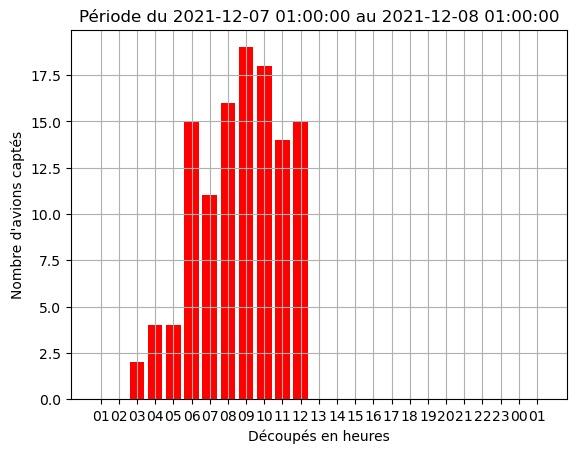 Période du 2021-12-07 01:00:00 au 2021-12-08 01:00:00
Nombre d'avions captés
17.5
15.0
12.5
10.0
7.5
5.0
2.5
0.0
01 02 03 04 05 06 07 08 09 10 11 12 13 14 15 16 17 18 19 20 21 22 23 00 01
Découpés en heures